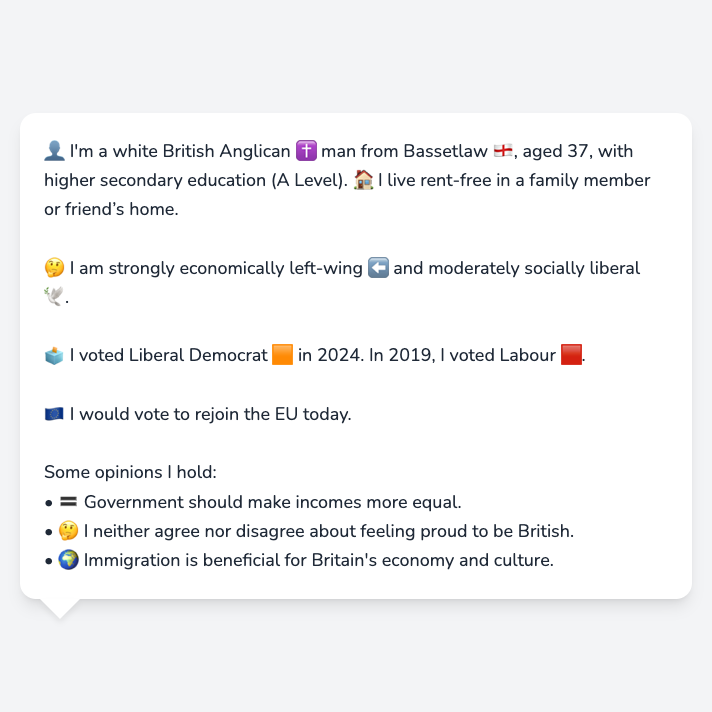 👤 I'm a white British Anglican ✝️ man from Bassetlaw 🏴󠁧󠁢󠁥󠁮󠁧󠁿, aged 37, with
higher secondary education (A Level). 🏠 I live rent-free in a family member
or friend’s home.
🤔 I am strongly economically left-wing ⬅️ and moderately socially liberal
🕊️.
🗳️ I voted Liberal Democrat 🟧 in 2024. In 2019, I voted Labour 🟥.
🇪🇺 I would vote to rejoin the EU today.
Some opinions I hold:
• 🟰 Government should make incomes more equal.
• 🤔 I neither agree nor disagree about feeling proud to be British.
• 🌍 Immigration is beneficial for Britain's economy and culture.